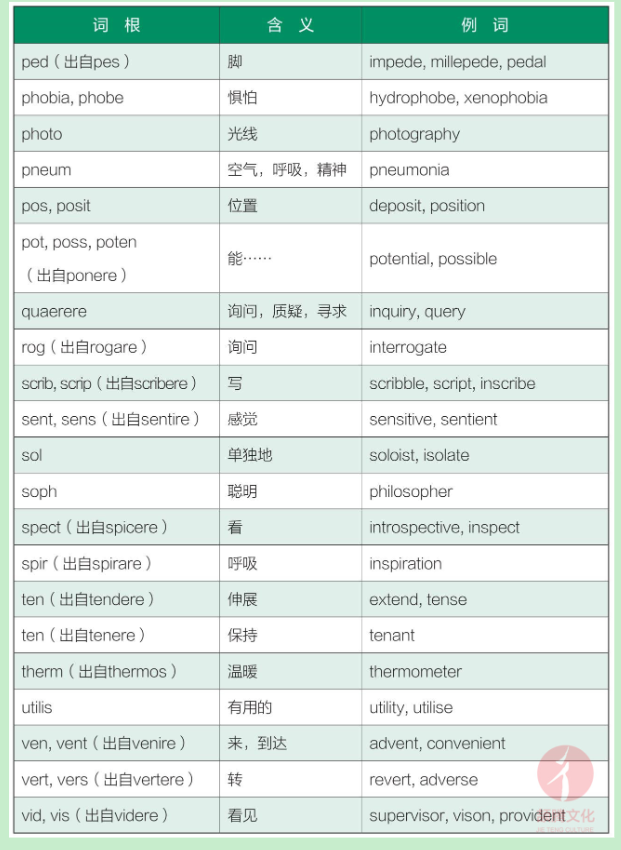 词 根 含 义 例 词
ped（出自pes） 脚 impede, millepede, pedal
phobia, phobe 惧怕 hydrophobe, xenophobia
photo 光线 photography
pneum 空气，呼吸，精神 pneumonia
pos, posit 位置 deposit, position
pot, poss, poten
（出自ponere） 能…… potential, possible
quaerere 询问，质疑，寻求 inquiry, query
rog（出自rogare） 询问 interrogate
scrib, scrip（出自scribere） 写 scribble, script, inscribe
sent, sens（出自sentire） 感觉 sensitive, sentient
sol 单独地 soloist, isolate
soph 聪明 philosopher
spect（出自spicere） 看 introspective, inspect
spir（出自spirare） 呼吸 inspiration
ten（出自tendere） 伸展 extend, tense
ten（出自tenere） 保持 tenant
therm（出自thermos） 温暖 thermometer
utilis 有用的 utility, utilise
ven, vent（出自venire） 来，到达 advent, convenient
vert, vers（出自vertere） 转 revert, adverse
vid, vis（出自videre） 看见 supervisor, vison, provident
文化
JIE TENG CULTURE